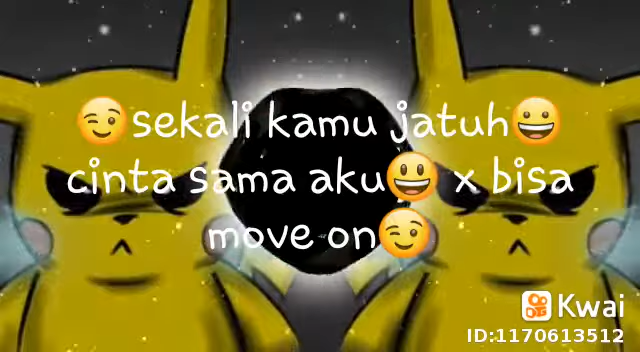 😉sekali kamu jatuh😀
cinta sama aku😃 x bisa
move on😉
Kwai
ID:1170613512